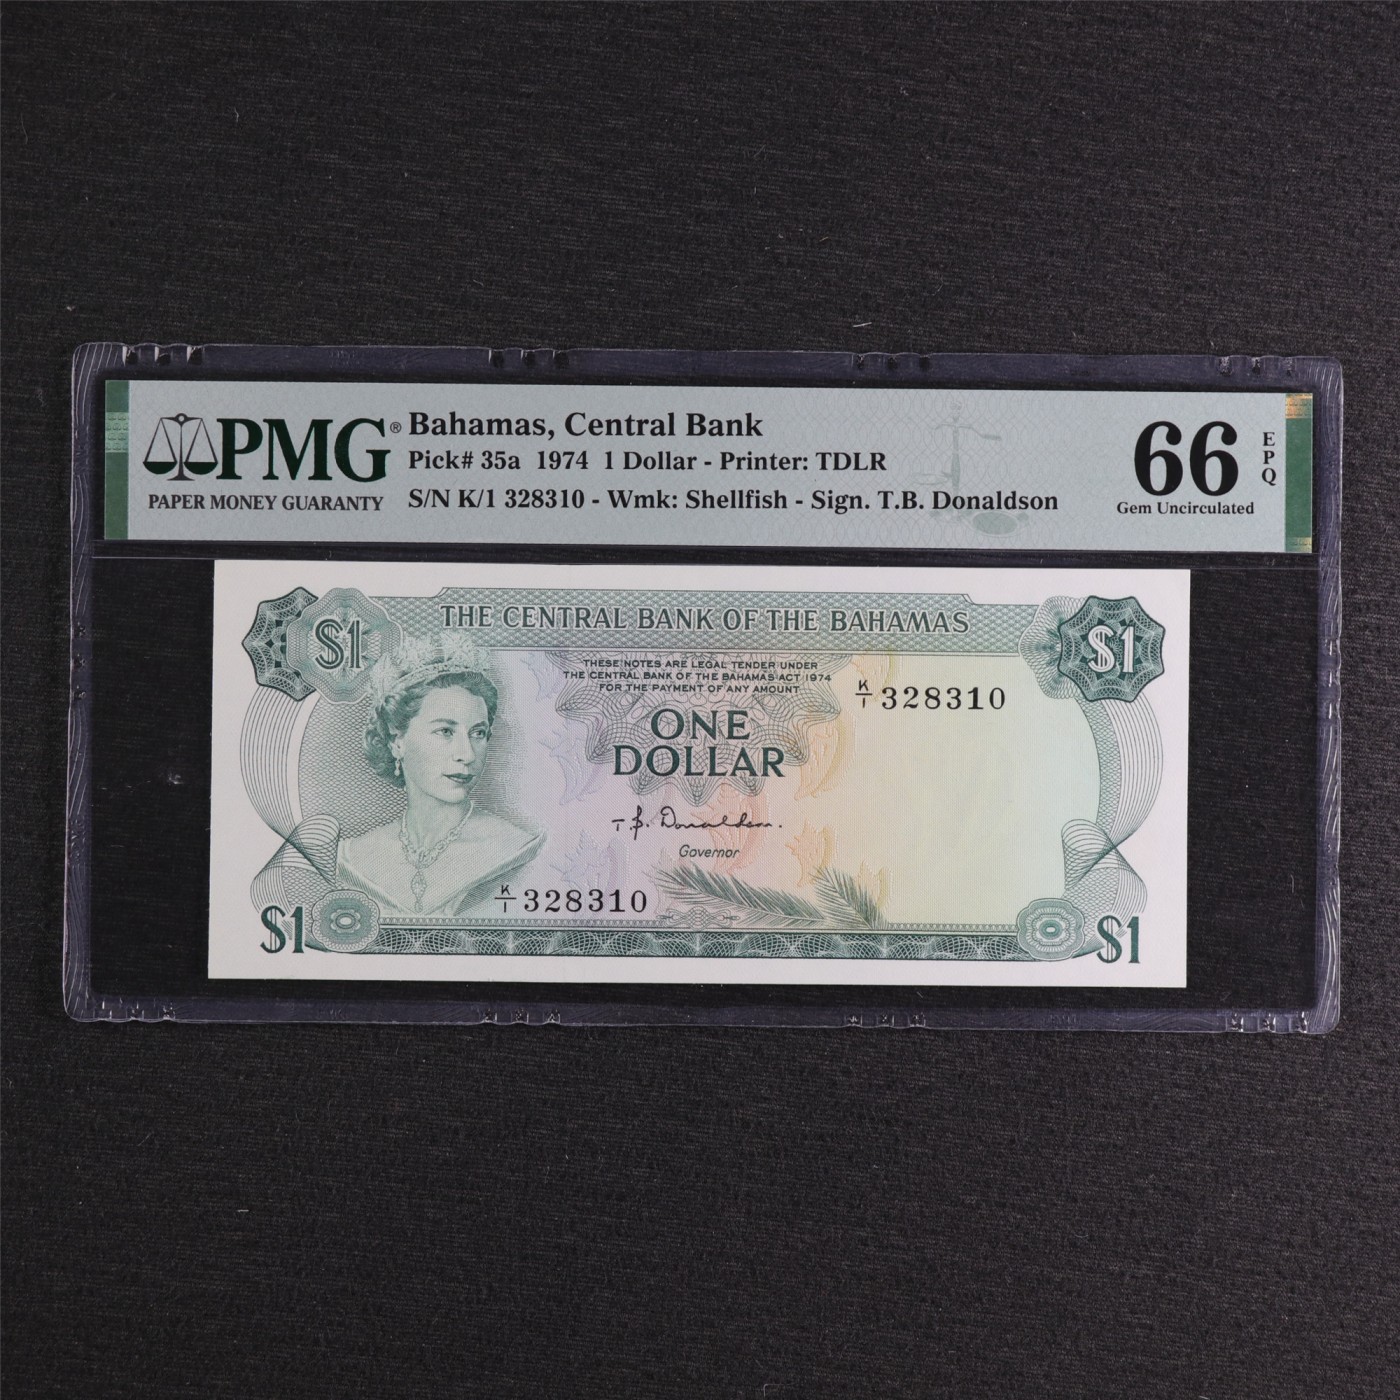 PMG®
PAPER MONEY GUARANTY
Bahamas, Central Bank
Pick# 35a 1974 1 Dollar - Printer: TDLR
S/N K/1 328310 - Wmk: Shellfish - Sign. T.B. Donaldson
66
EPQ
Gem Uncirculated
$1
THE CENTRAL BANK OF THE BAHAMAS
$1
THESE NOTES ARE LEGAL TENDER UNDER
THE CENTRAL BANK OF THE BAHAMAS ACT 1974
FOR THE PAYMENT OF ANY AMOUNT
K/1 328310
ONE
DOLLAR
T.B. Donaldson.
Governor
K/1 328310
$1
$1